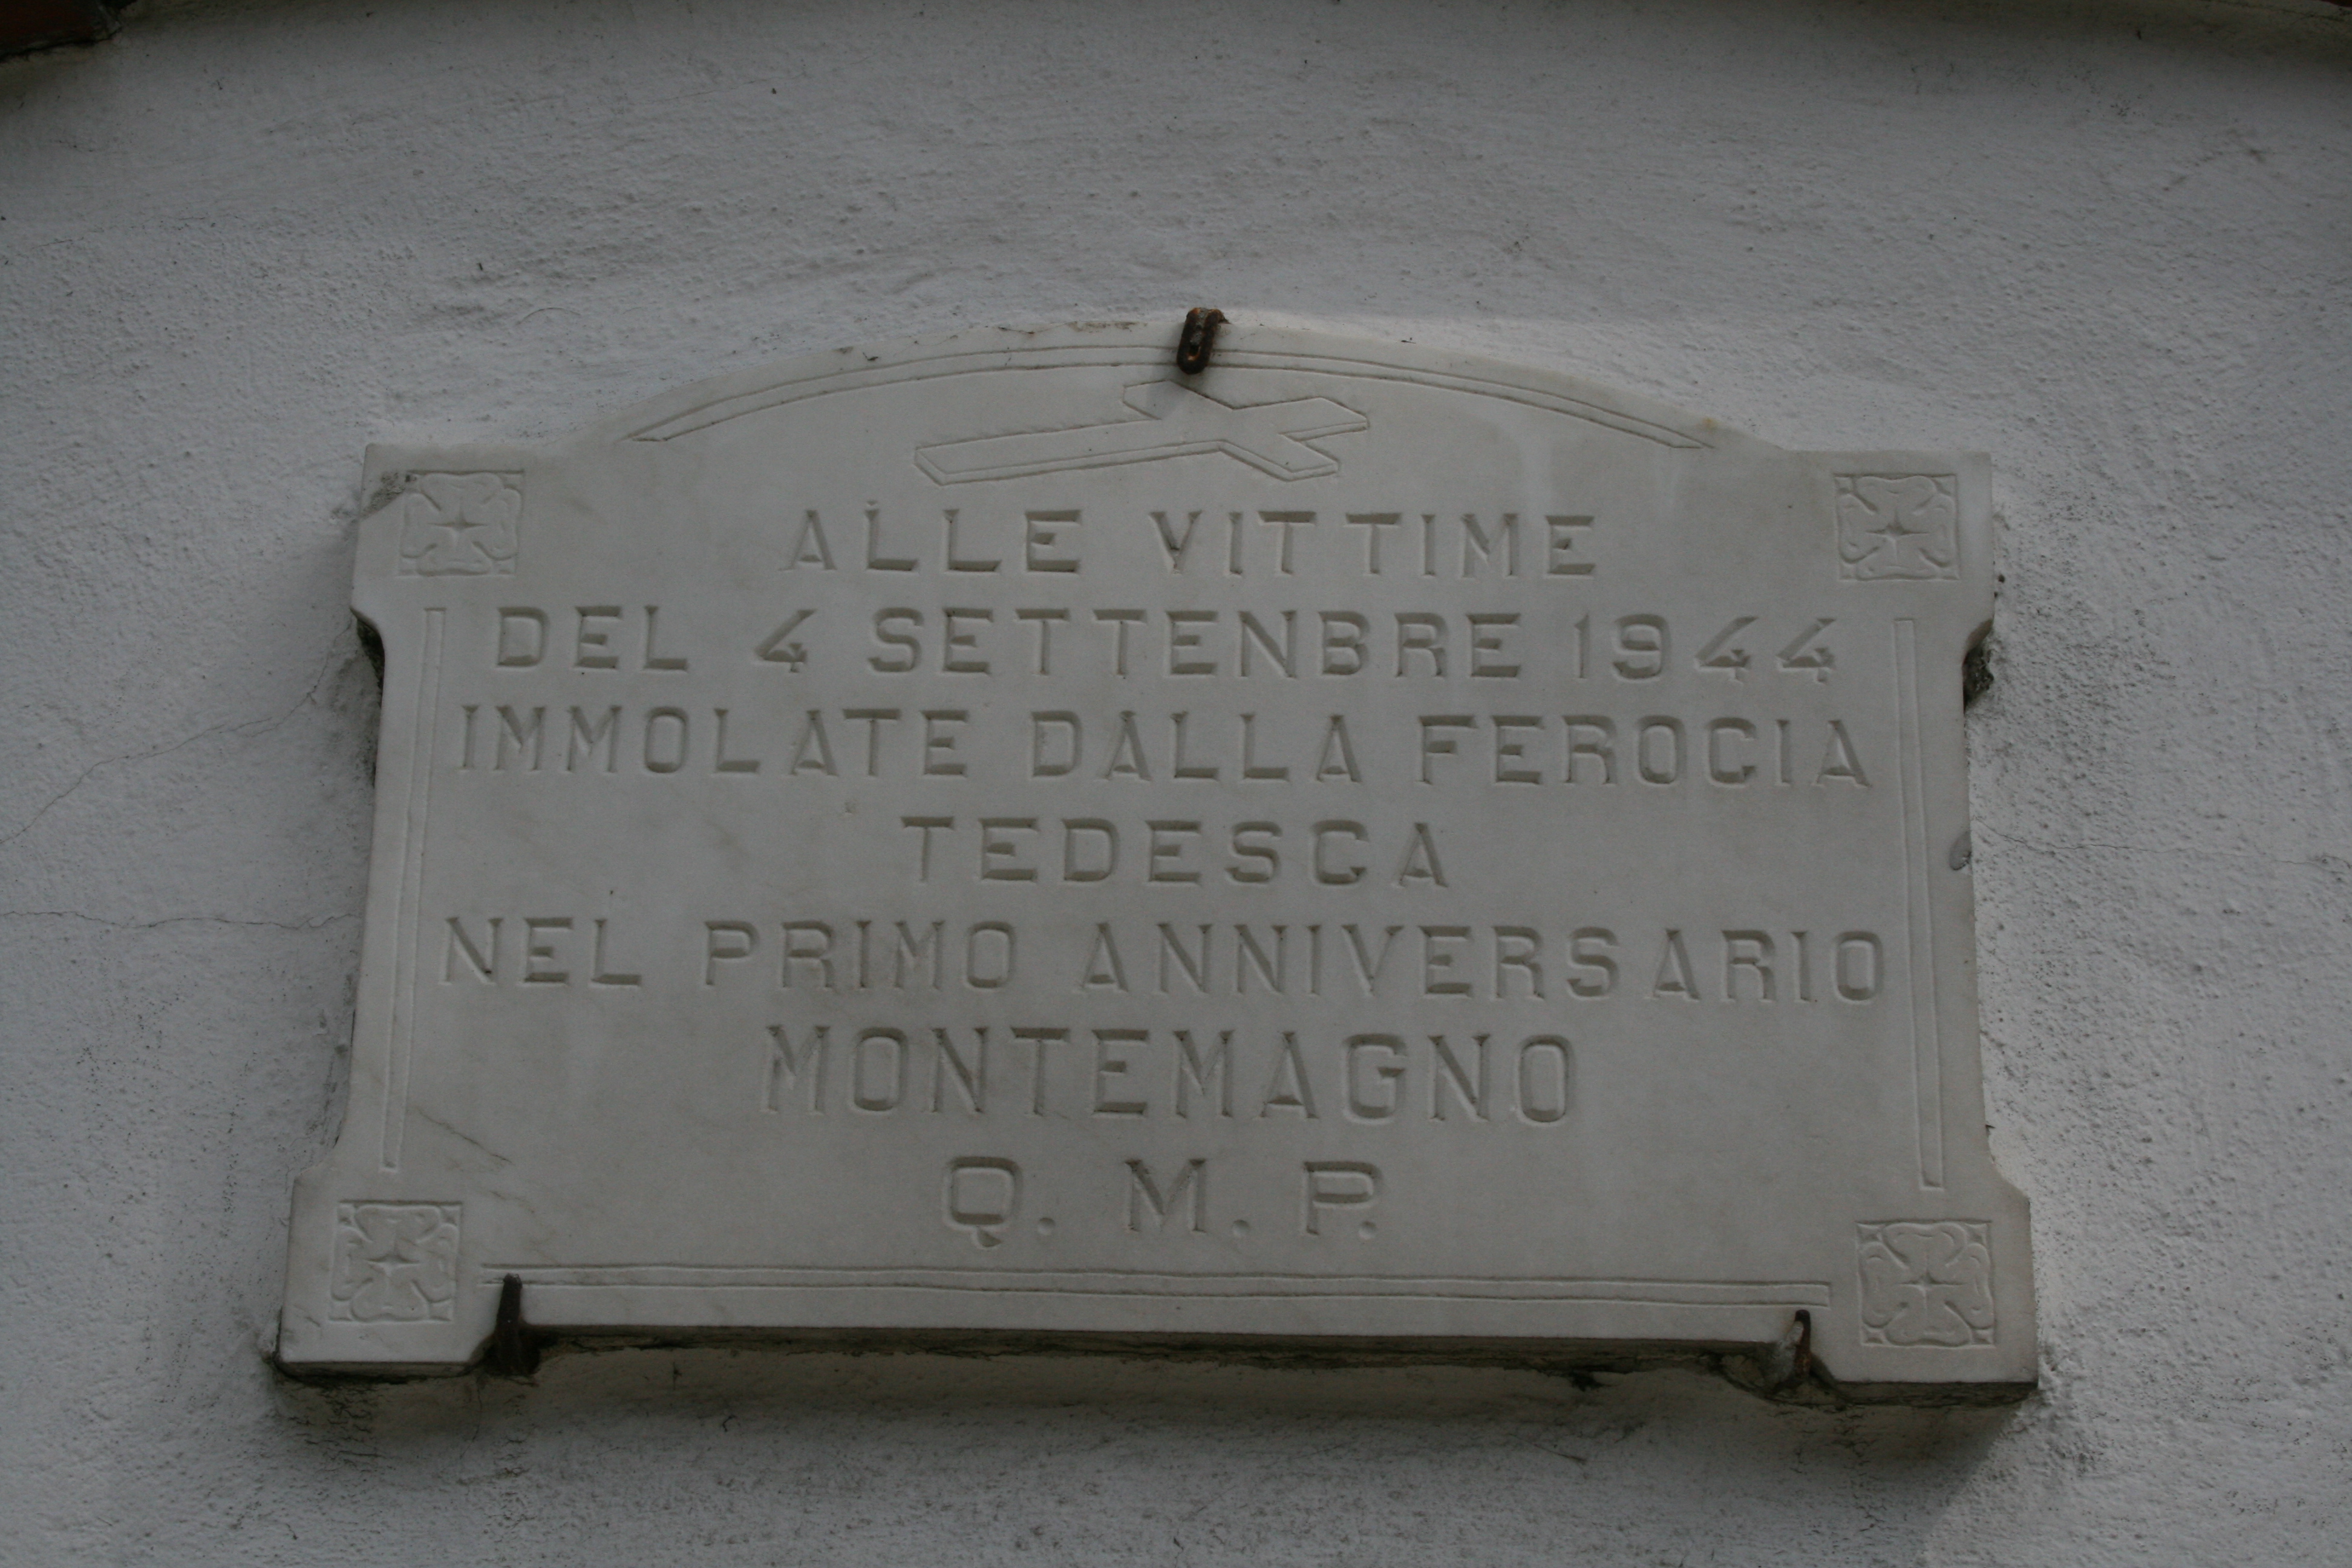 ALLE VITTIME
DEL 4 SETTENBRE 1944
IMMOLATE DALLA FEROCIA
TEDESCA
NEL PRIMO ANNIVERSARIO
MONTEMAGNO
Q. M. P.